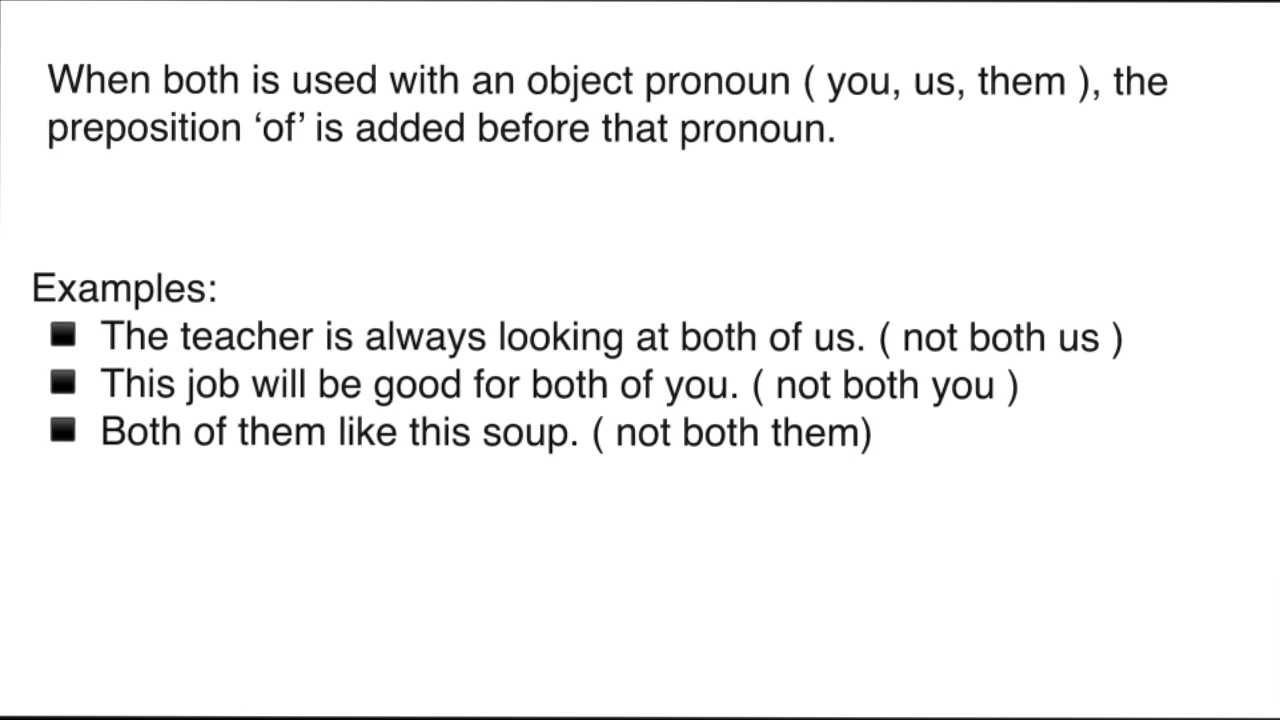 When both is used with an object pronoun ( you, us, them ), the
preposition ‘of’ is added before that pronoun.
Examples:
▪ The teacher is always looking at both of us. ( not both us )
▪ This job will be good for both of you. ( not both you )
▪ Both of them like this soup. ( not both them)